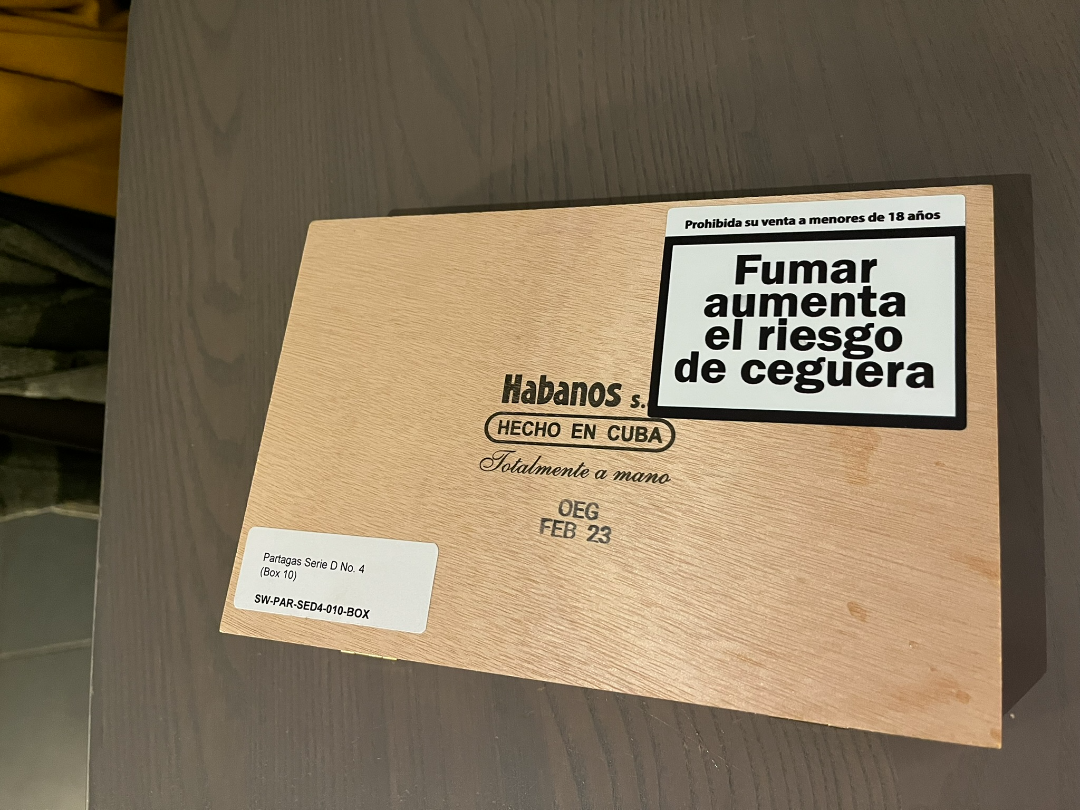 Prohibida su venta a menores de 18 años
Fumar
aumenta
el riesgo
de ceguera
Habanos s.
HECHO EN CUBA
Totalmente a mano
OEG
FEB 23
Partagas Serie D No. 4
(Box 10)
SW-PAR-SED4-010-BOX